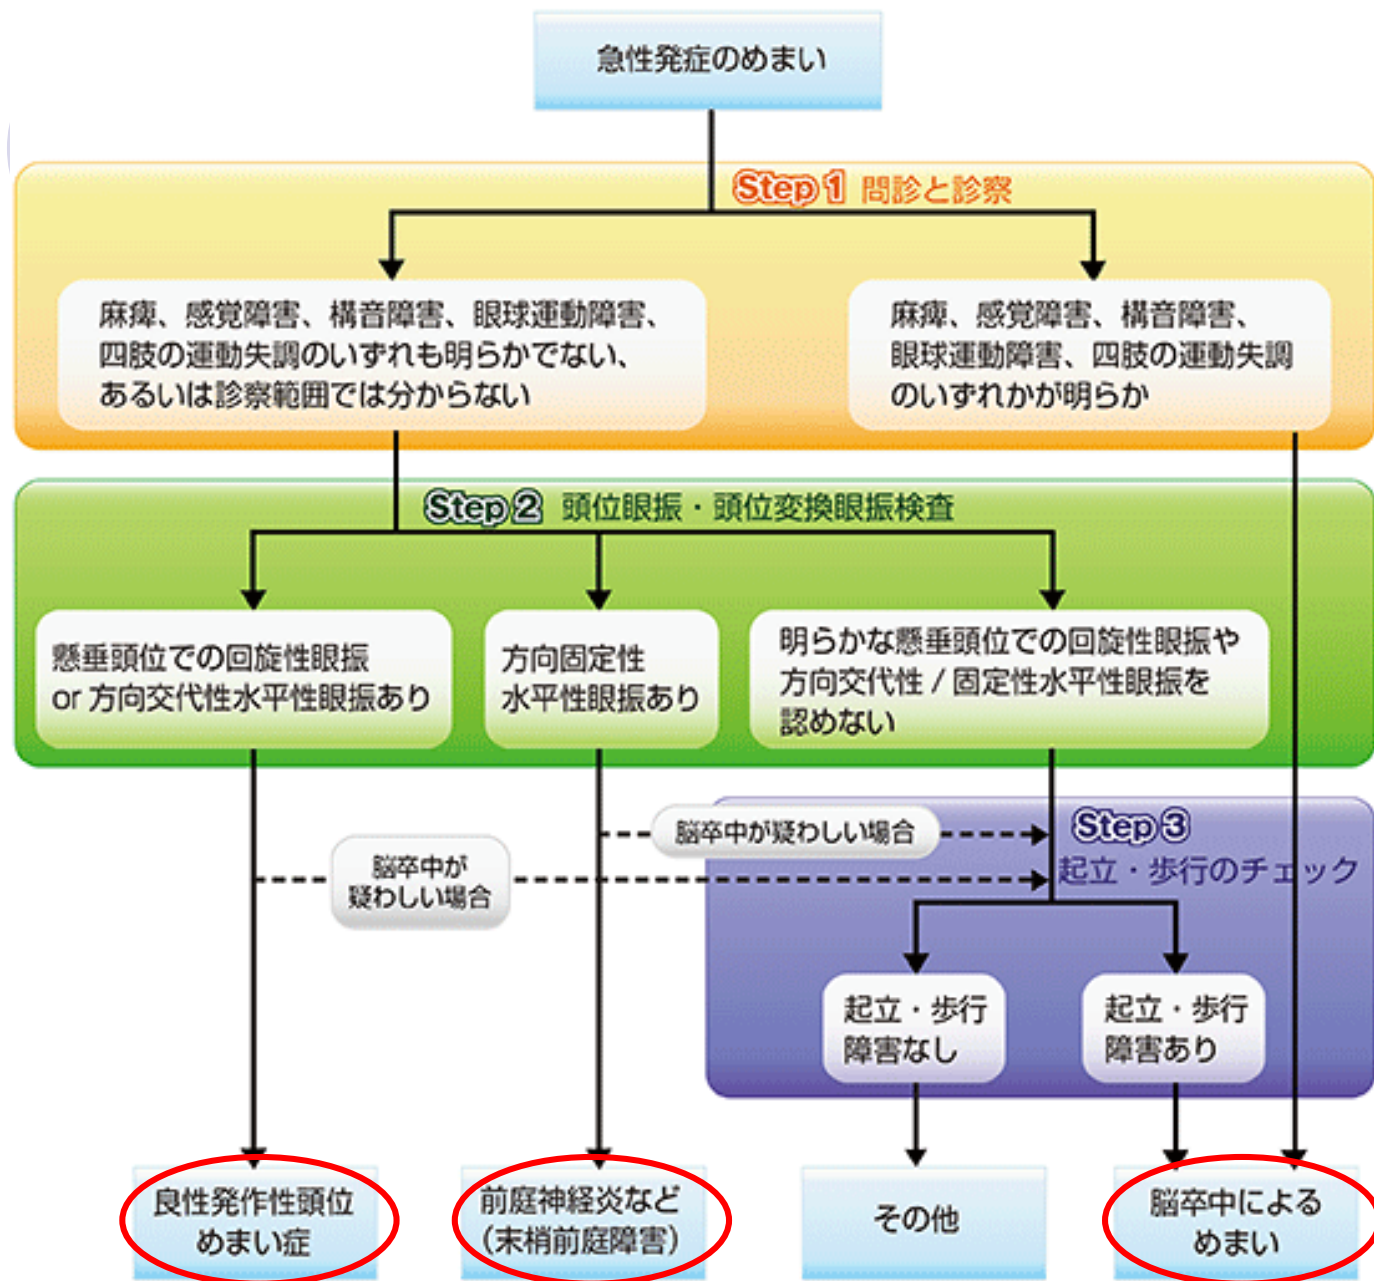 急性発症のめまい
Step 1 問診と診察
麻痺、感覚障害、構音障害、眼球運動障害、
四肢の運動失調のいずれも明らかでない、
あるいは診察範囲では分からない
麻痺、感覚障害、構音障害、
眼球運動障害、四肢の運動失調
のいずれかが明らか
Step 2 頭位眼振・頭位変換眼振検査
懸垂頭位での回旋性眼振
or 方向交代性水平性眼振あり
方向固定性
水平性眼振あり
明らかな懸垂頭位での回旋性眼振や
方向交代性 / 固定性水平性眼振を
認めない
脳卒中が疑わしい場合
脳卒中が
疑わしい場合
Step 3
起立・歩行のチェック
起立・歩行
障害なし
起立・歩行
障害あり
良性発作性頭位
めまい症
前庭神経炎など
（末梢前庭障害）
その他
脳卒中による
めまい